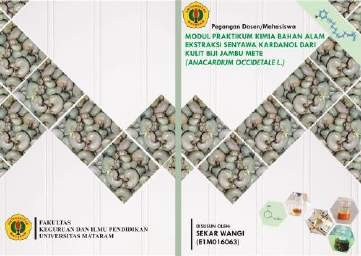 Pegangan Dosen/Mahasiswa
MODUL PRAKTIKUM KIMIA BAHAN ALAM
EKSTRAKSI SENYAWA KARDANOL DARI
KULIT BIJI JAMBU METE
(ANACARDIUM OCCIDETALE L.)
FAKULTAS
KEGURUAN DAN ILMU PENDIDIKAN
UNIVERSITAS MATARAM
DISUSUN OLEH:
SEKAR WANGI
(E1M016063)